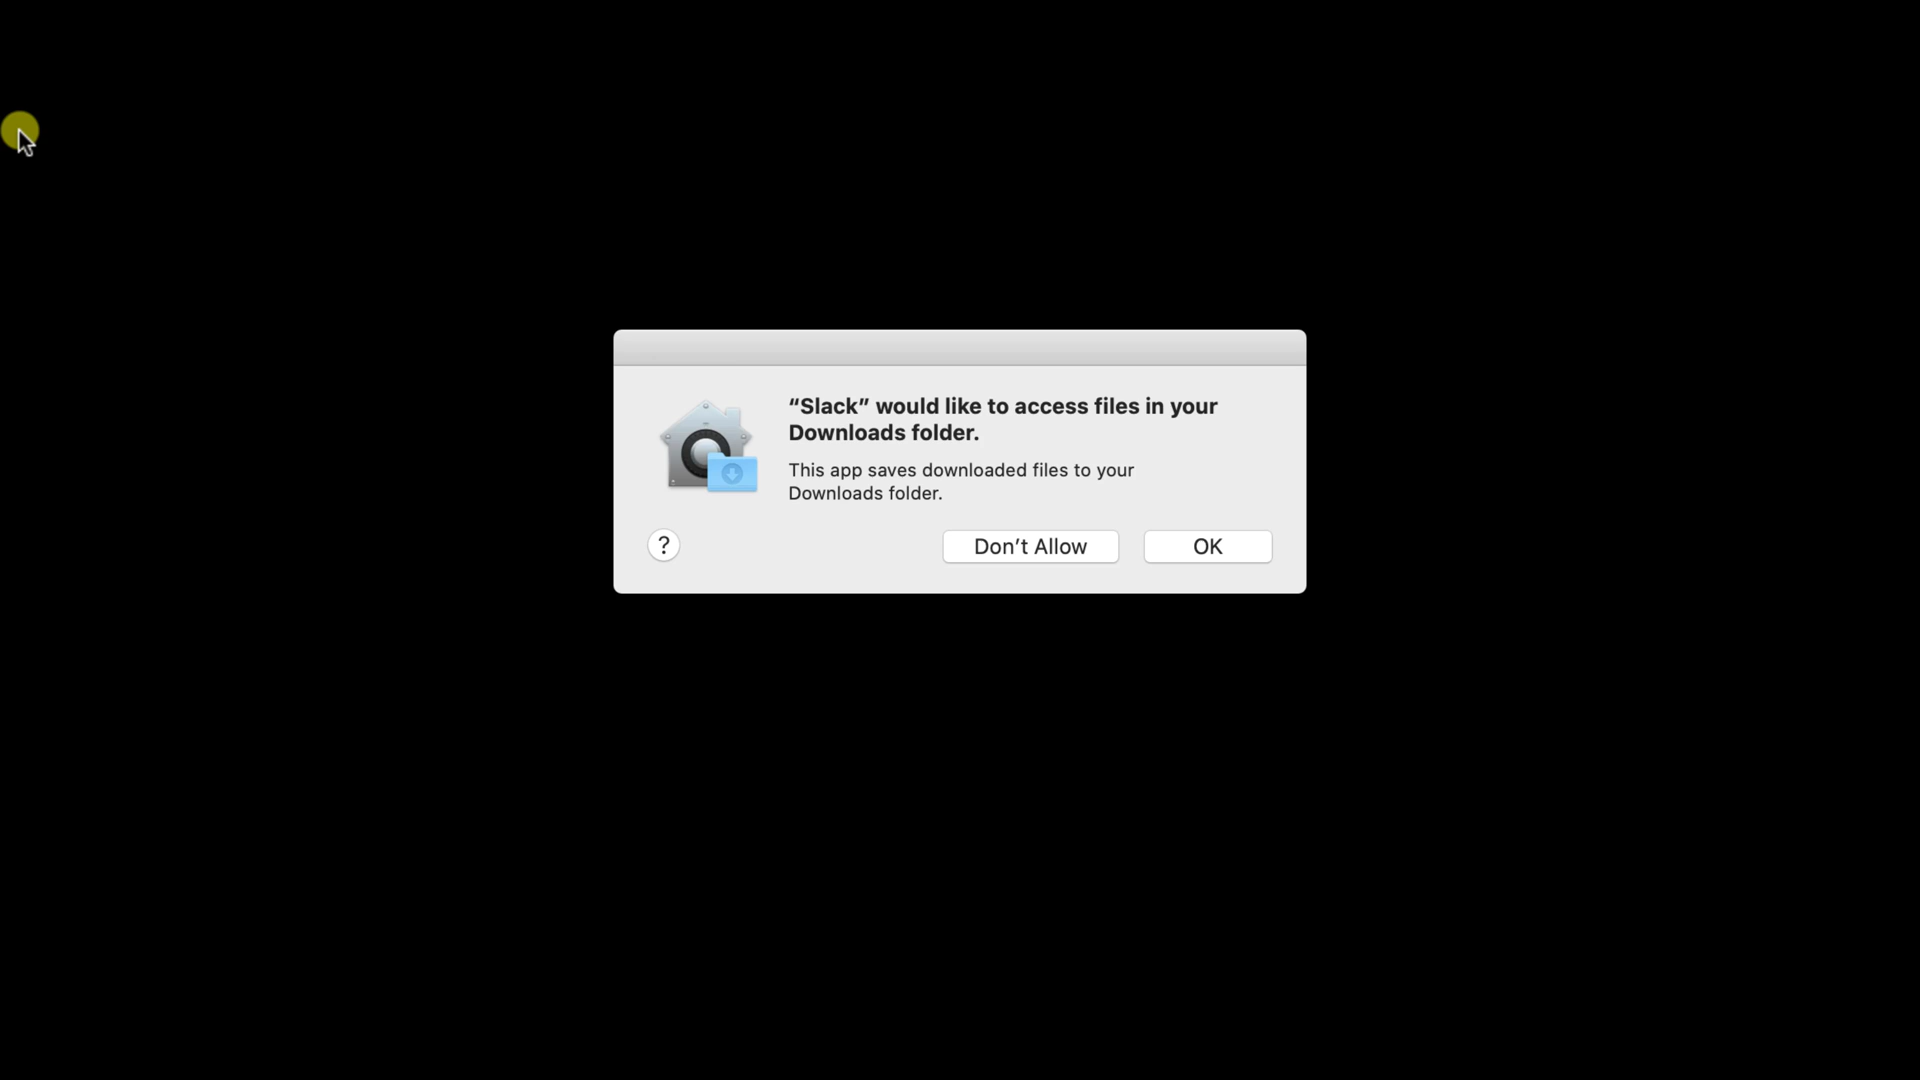 “Slack” would like to access files in your
Downloads folder.
This app saves downloaded files to your
Downloads folder.
?
Don’t Allow
OK